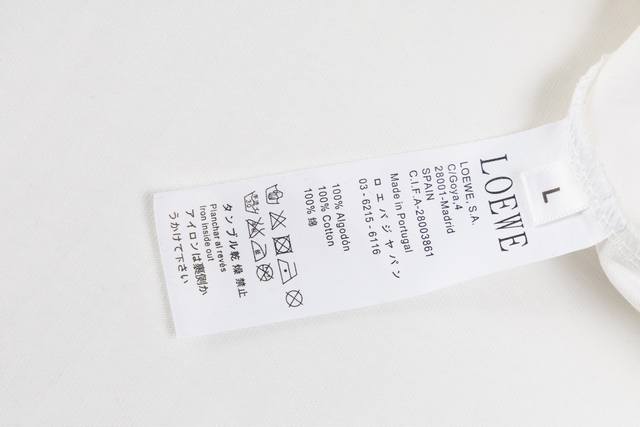 L
LOEWE
LOEWE, S.A.
C/Goya,4
28001-Madrid
SPAIN
C.I.F.A-28003861
Made in Portugal
ロエバジャパン
03-6215-6116
100% Algodón
100% Cotton
100% 綿
タンブル乾燥禁止
Planchar al revés
Iron inside out
アイロンは裏側か
らかけて下さい